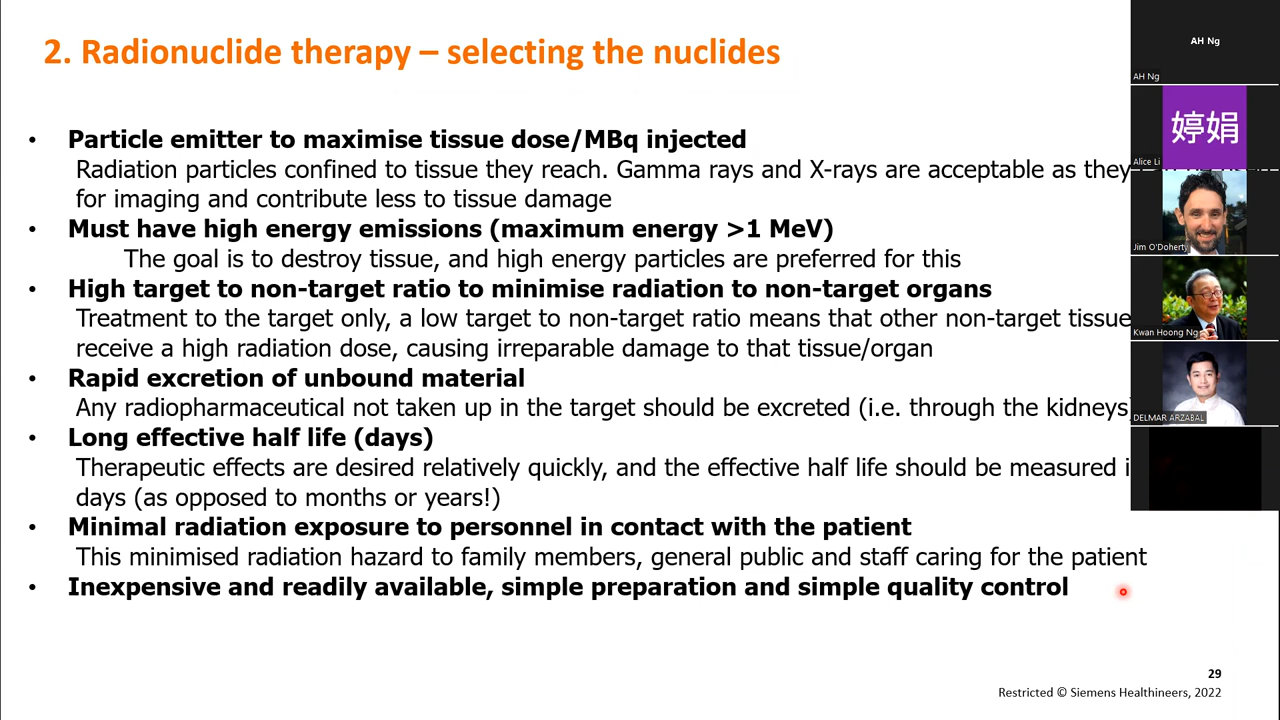 2. Radionuclide therapy – selecting the nuclides
• Particle emitter to maximise tissue dose/MBq injected
Radiation particles confined to tissue they reach. Gamma rays and X-rays are acceptable as they
for imaging and contribute less to tissue damage
• Must have high energy emissions (maximum energy >1 MeV)
The goal is to destroy tissue, and high energy particles are preferred for this
• High target to non-target ratio to minimise radiation to non-target organs
Treatment to the target only, a low target to non-target ratio means that other non-target tissue
receive a high radiation dose, causing irreparable damage to that tissue/organ
• Rapid excretion of unbound material
Any radiopharmaceutical not taken up in the target should be excreted (i.e. through the kidneys)
• Long effective half life (days)
Therapeutic effects are desired relatively quickly, and the effective half life should be measured
days (as opposed to months or years!)
• Minimal radiation exposure to personnel in contact with the patient
This minimised radiation hazard to family members, general public and staff caring for the patient
• Inexpensive and readily available, simple preparation and simple quality control
29
Restricted © Siemens Healthineers, 2022
AH Ng
AH Ng
婷娟
Alice Li
Jim O'Doherty
Kwan Hoong Ng
DELMAR ARZABAL